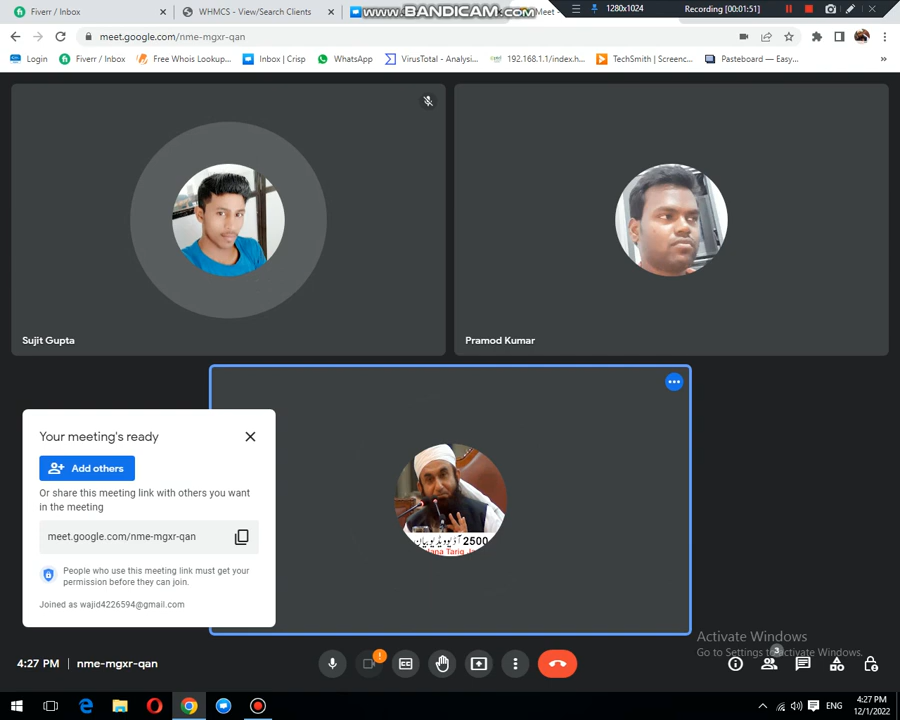 Fiverr / Inbox
WHMCS - View/Search Clients
WWW.BANDICAM.COM
Meet -
1280x1024
Recording [00:01:51]
meet.google.com/nme-mgxr-qan
Login
Fiverr / Inbox
Free Whois Lookup...
Inbox | Crisp
WhatsApp
VirusTotal - Analysi...
192.168.1.1/index.h...
TechSmith | Screenc...
Pasteboard — Easy...
Sujit Gupta
Pramod Kumar
Your meeting's ready
Add others
Or share this meeting link with others you want
in the meeting
meet.google.com/nme-mgxr-qan
People who use this meeting link must get your
permission before they can join.
Joined as wajid4226594@gmail.com
2500
lana Tariq Ja
Activate Windows
Go to Settings to activate Windows.
4:27 PM | nme-mgxr-qan
3
ENG
4:27 PM
12/1/2022